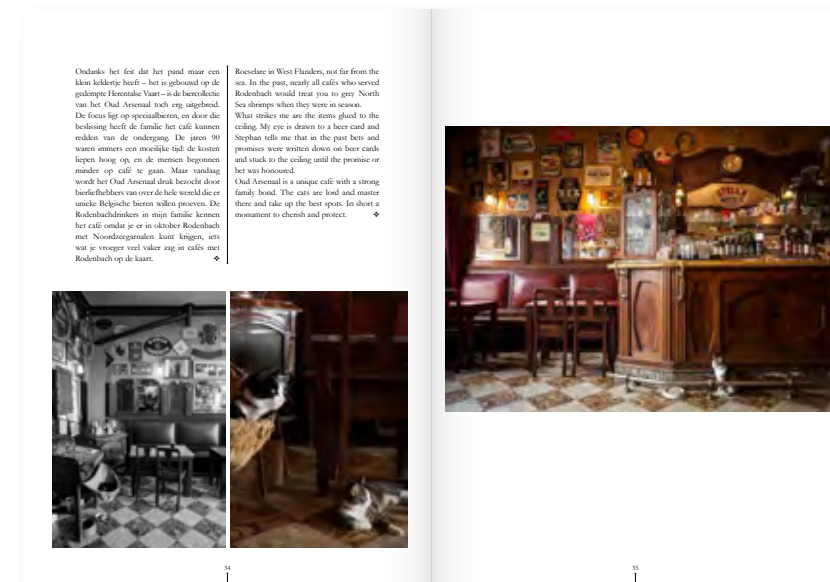 Ondanks het feit dat het pand maar een
klein keldertje heeft – het is gebouwd op de
gedempte Herentalse Vaart – is de biercollectie
van het Oud Arsenaal toch erg uitgebreid.
De focus ligt op speciaalbieren, en door die
beslissing heeft de familie het café kunnen
redden van de ondergang. De jaren 90
waren immers een moeilijke tijd: de kosten
liepen hoog op, en de mensen begonnen
minder op café te gaan. Maar vandaag
wordt het Oud Arsenaal druk bezocht door
bierliefhebbers van over de hele wereld die er
unieke Belgische bieren willen proeven. De
Rodenbachdrinkers in mijn familie kennen
het café omdat je er in oktober Rodenbach
met Noordzeegarnalen kunt krijgen, iets
wat je vroeger veel vaker zag in cafés met
Rodenbach op de kaart.
Roeselare in West Flanders, not far from the
sea. In the past, nearly all cafés who served
Rodenbach would treat you to grey North
Sea shrimps when they were in season.
What strikes me are the items glued to the
ceiling. My eye is drawn to a beer card and
Stephan tells me that in the past bets and
promises were written down on beer cards
and stuck to the ceiling until the promise or
bet was honoured.
Oud Arsenaal is a unique café with a strong
family bond. The cats are lord and master
there and take up the best spots. In short a
monument to cherish and protect.
STELLA
34
35